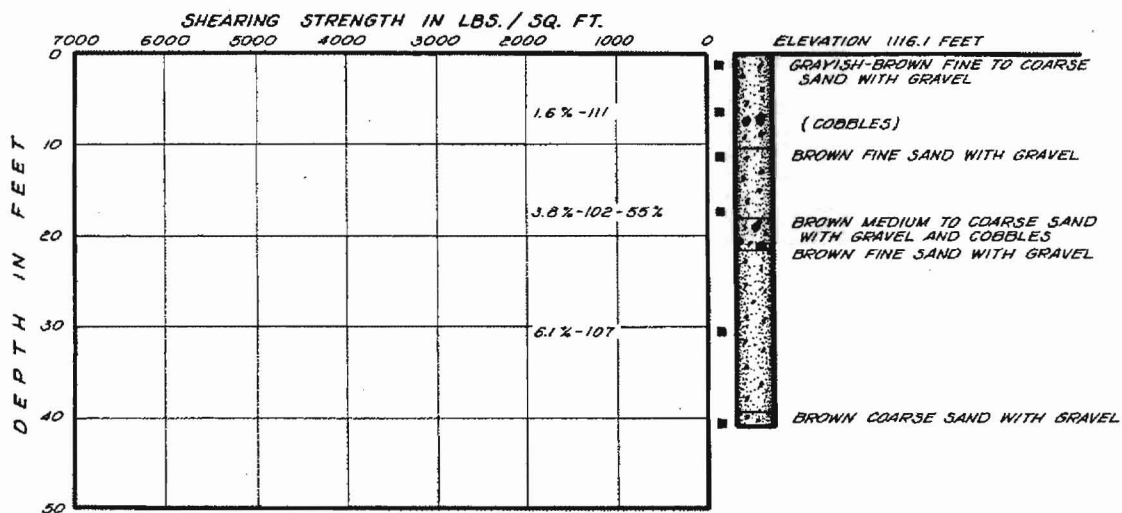 SHEARING STRENGTH IN LBS./SQ. FT.
7000 6000 5000 4000 3000 2000 1000 0
ELEVATION 1116.1 FEET
0
GRAYISH-BROWN FINE TO COARSE
SAND WITH GRAVEL
1.6%-111
(COBBLES)
10
BROWN FINE SAND WITH GRAVEL
3.8%-102-55%
BROWN MEDIUM TO COARSE SAND
WITH GRAVEL AND COBBLES
20
BROWN FINE SAND WITH GRAVEL
30
6.1%-107
40
BROWN COARSE SAND WITH GRAVEL
50
DEPTH IN FEET